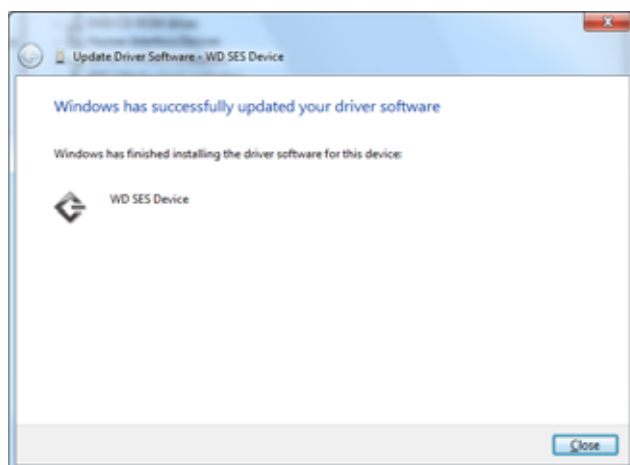 Update Driver Software - WD SES Device
Windows has successfully updated your driver software
Windows has finished installing the driver software for this device:
WD SES Device
Close